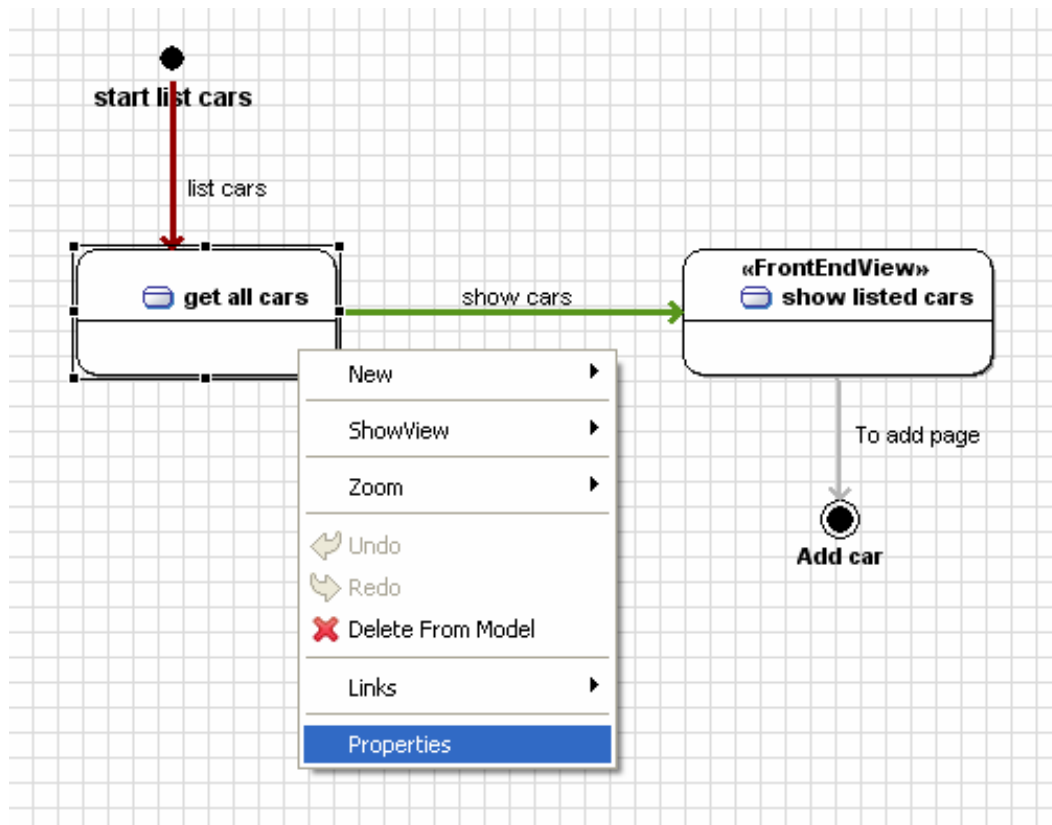 start list cars
list cars
get all cars
show cars
«FrontEndView»
show listed cars
New
ShowView
Zoom
Undo
Redo
Delete From Model
Links
Properties
To add page
Add car